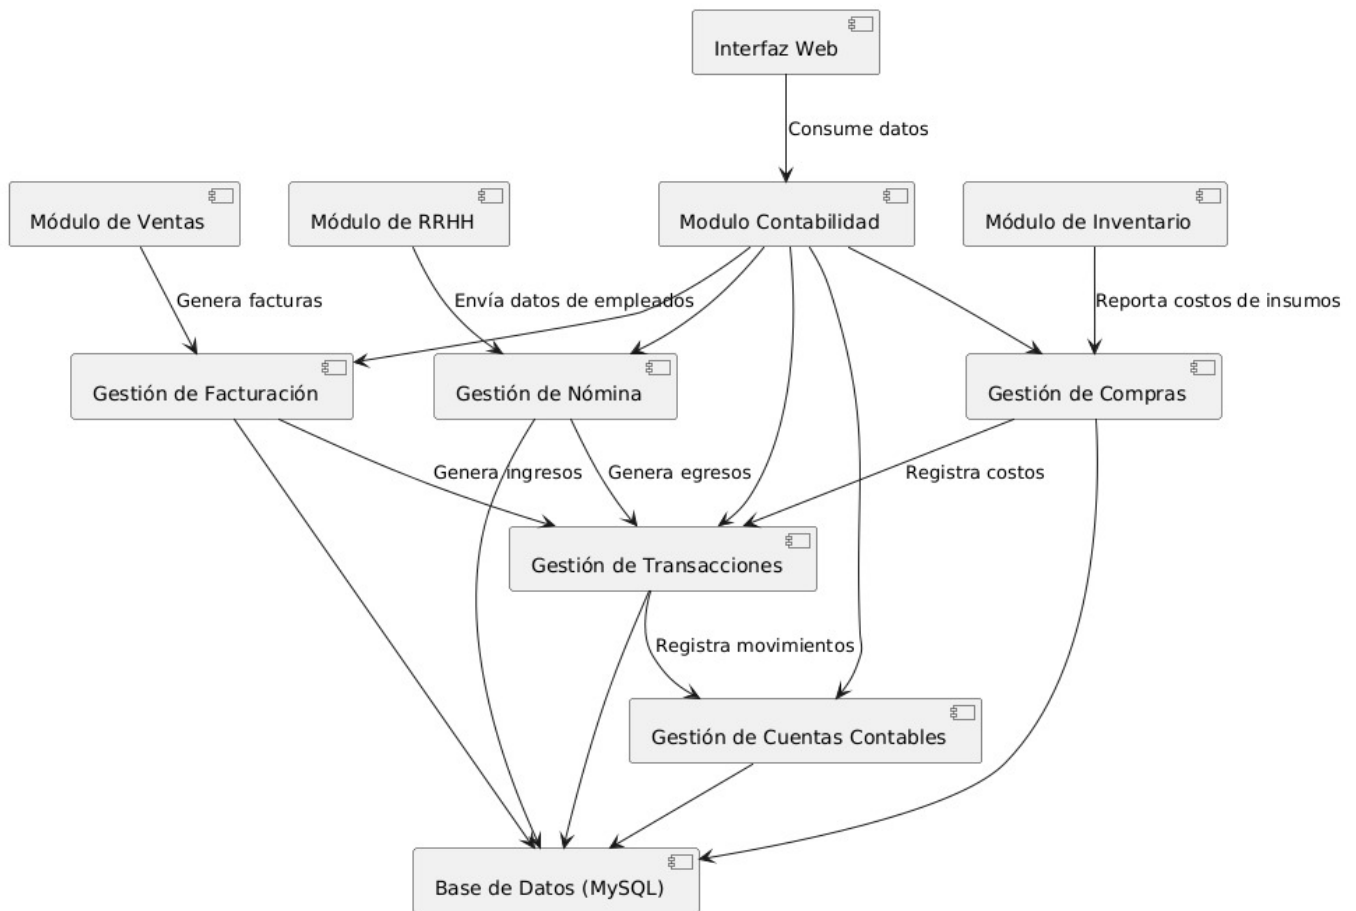 Interfaz Web
Consume datos
Módulo de Ventas
Módulo de RRHH
Modulo Contabilidad
Módulo de Inventario
Genera facturas
Envía datos de empleados
Reporta costos de insumos
Gestión de Facturación
Gestión de Nómina
Gestión de Compras
Genera ingresos
Genera egresos
Registra costos
Gestión de Transacciones
Registra movimientos
Gestión de Cuentas Contables
Base de Datos (MySQL)